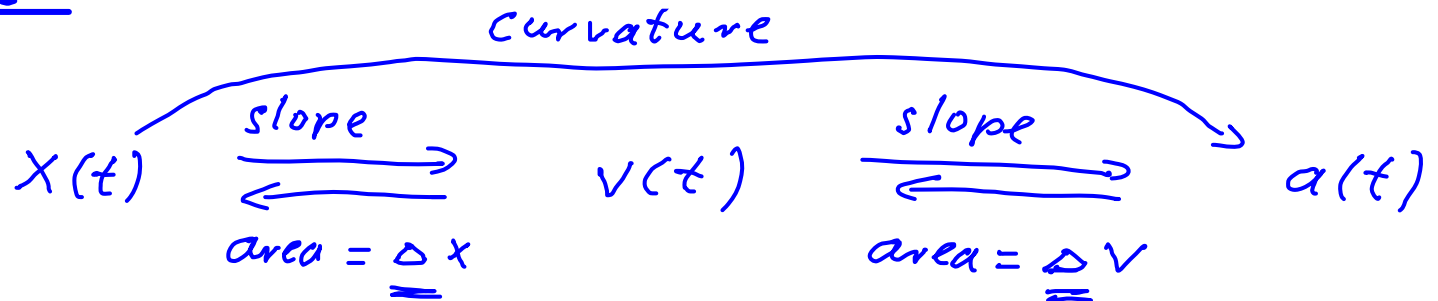 curvature
slope slope
x(t) v(t) a(t)
area = Δx area = Δv